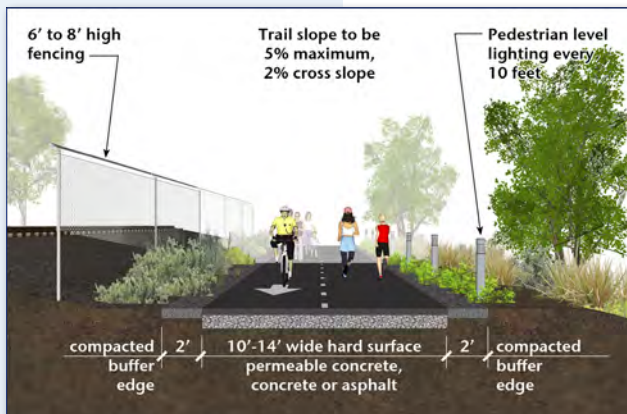 6’ to 8’ high
fencing
Trail slope to be
5% maximum,
2% cross slope
Pedestrian level
lighting every
10 feet
compacted
buffer
edge
2’
10’-14’ wide hard surface
permeable concrete,
concrete or asphalt
2’
compacted
buffer
edge